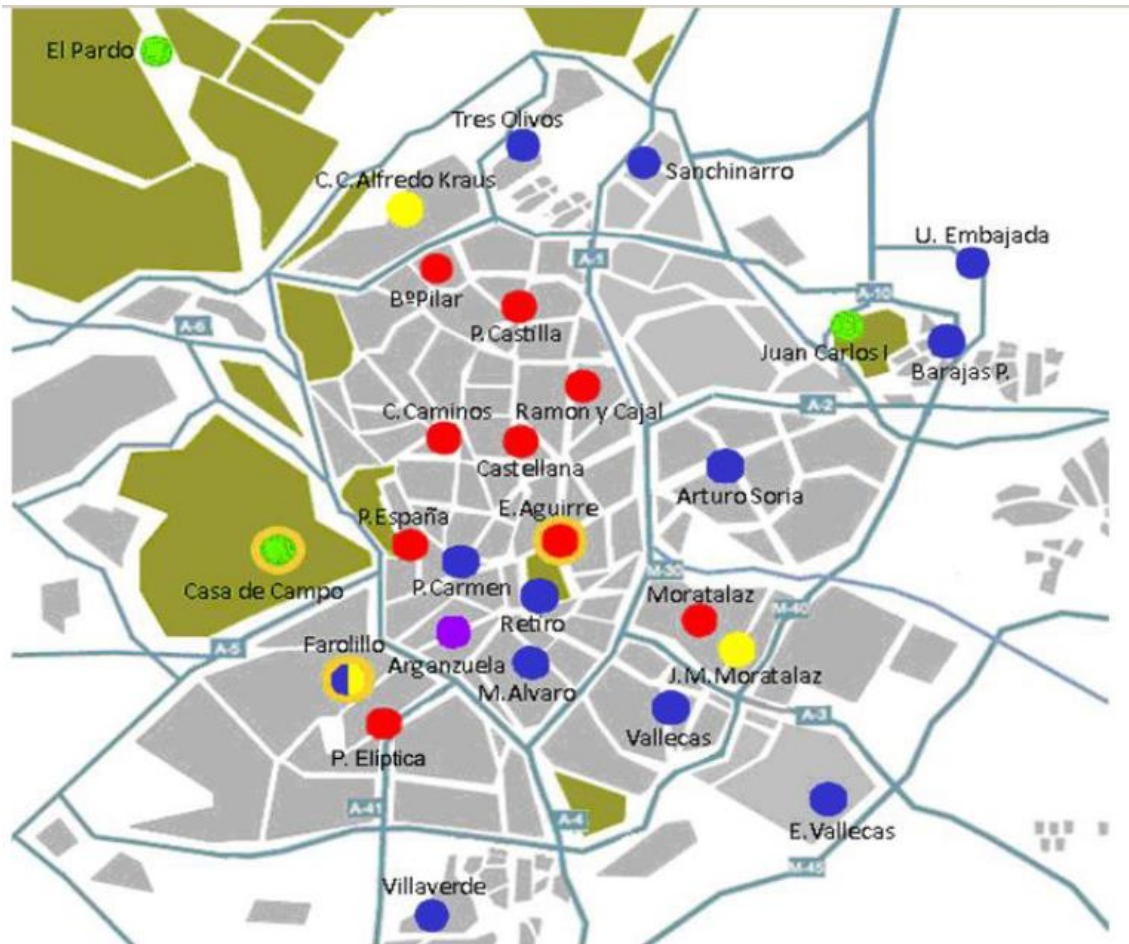 El Pardo
Tres Olivos
Sanchinarro
C.C.Alfredo Kraus
U. Embajada
A-1
BºPilar
A-10
A-6
P.Castilla
Juan Carlos I
Barajas P.
C.Caminos
Ramon y Cajal
A-2
Castellana
Arturo Soria
P.España
E.Aguirre
M-30
Casa de Campo
P.Carmen
Moratalaz
M-40
Retiro
A-5
Farolillo
Arganzuela
J.M.Moratalaz
M.Alvaro
A-3
Vallecas
P. Eliptica
A-41
A-4
E.Vallecas
M-45
Villaverde